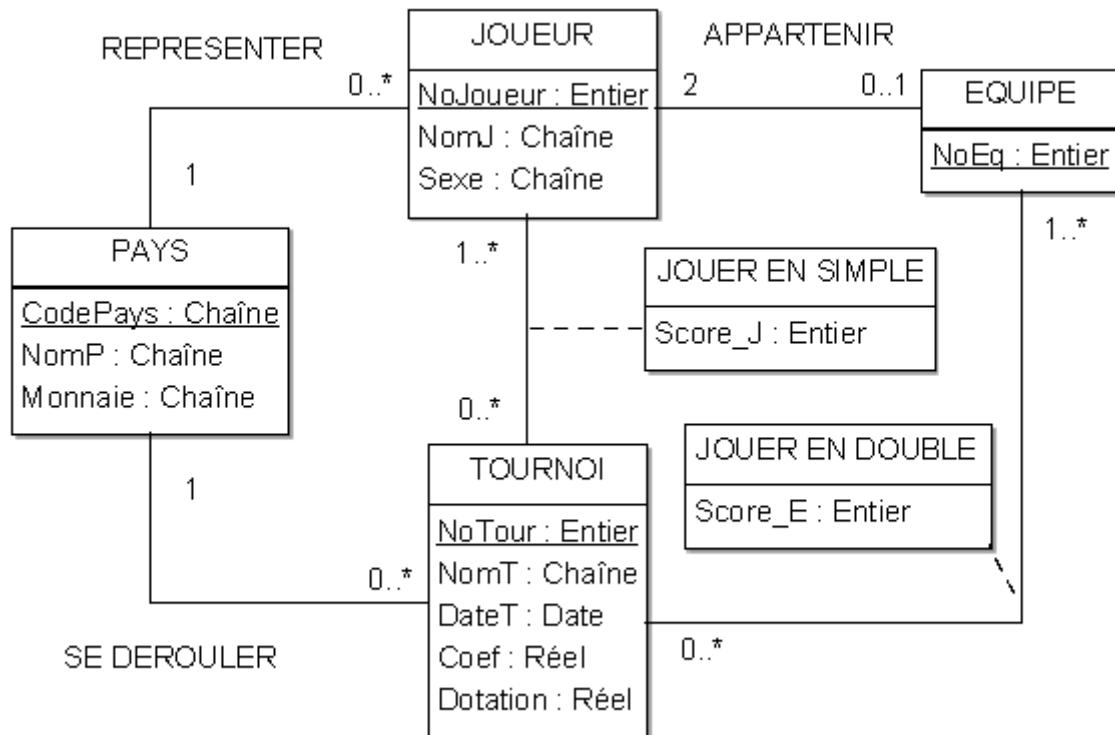 REPRESENTER
JOUEUR
APPARTENIR
0..*
NoJoueur : Entier
NomJ : Chaîne
Sexe : Chaîne
2
0..1
EQUIPE
NoEq : Entier
1
1..*
1..*
PAYS
CodePays : Chaîne
NomP : Chaîne
Monnaie : Chaîne
JOUER EN SIMPLE
Score_J : Entier
0..*
JOUER EN DOUBLE
Score_E : Entier
1
TOURNOI
NoTour : Entier
NomT : Chaîne
DateT : Date
Coef : Réel
Dotation : Réel
0..*
0..*
SE DEROULER